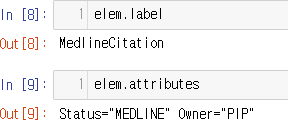 In [8]: 1 elem.label
Out[8]: MedlineCitation
In [9]: 1 elem.attributes
Out[9]: Status="MEDLINE" Owner="PIP"